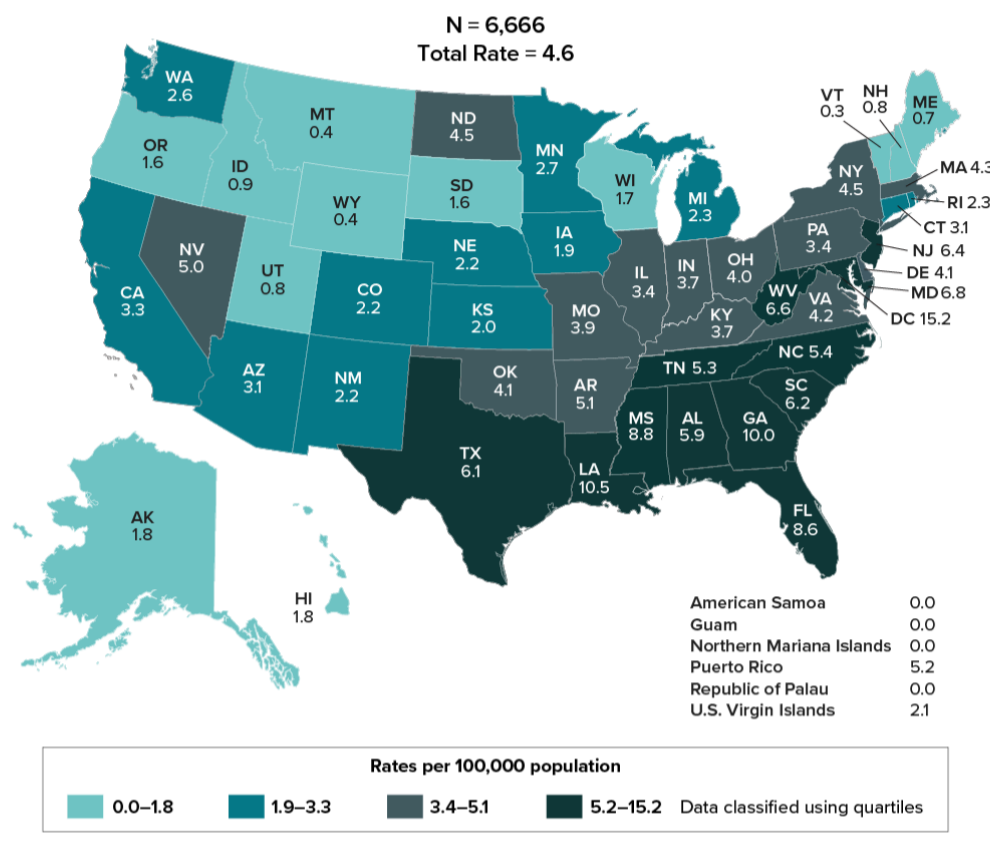 N = 6,666
Total Rate = 4.6
WA
2.6
MT
0.4
ND
4.5
MN
2.7
VT
0.3
NH
0.8
ME
0.7
OR
1.6
ID
0.9
SD
1.6
WI
1.7
MI
2.3
NY
4.5
MA 4.3
RI 2.3
CT 3.1
NJ 6.4
DE 4.1
MD 6.8
DC 15.2
WY
0.4
NV
5.0
UT
0.8
CA
3.3
CO
2.2
NE
2.2
IA
1.9
KS
2.0
IL
3.4
IN
3.7
OH
4.0
PA
3.4
WV
6.6
VA
4.2
MO
3.9
KY
3.7
AZ
3.1
NM
2.2
OK
4.1
AR
5.1
TN 5.3
NC 5.4
SC
6.2
MS
8.8
AL
5.9
GA
10.0
TX
6.1
LA
10.5
FL
8.6
AK
1.8
HI
1.8
American Samoa 0.0
Guam 0.0
Northern Mariana Islands 0.0
Puerto Rico 5.2
Republic of Palau 0.0
U.S. Virgin Islands 2.1
Rates per 100,000 population
0.0–1.8 1.9–3.3 3.4–5.1 5.2–15.2 Data classified using quartiles